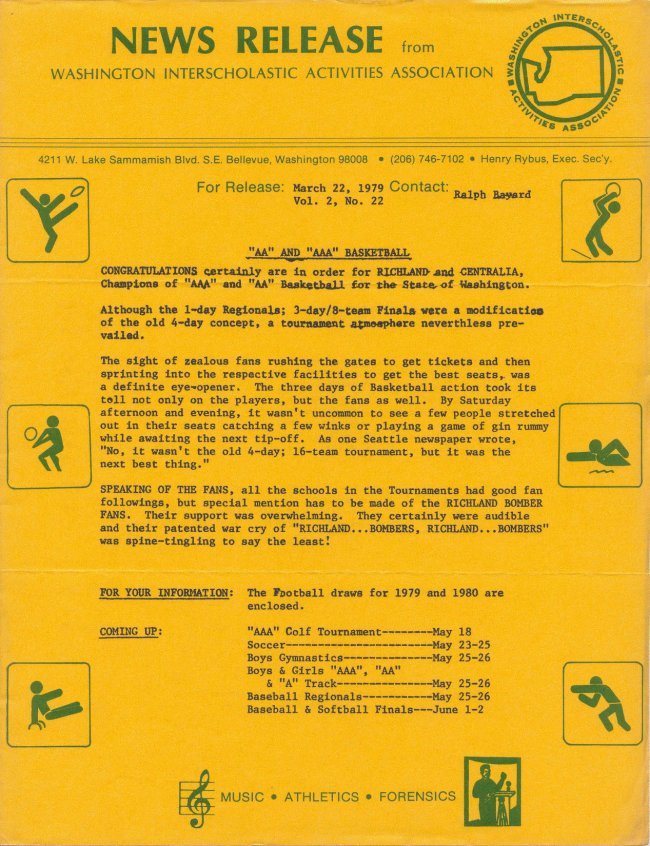 NEWS RELEASE from
WASHINGTON INTERSCHOLASTIC ACTIVITIES ASSOCIATION
WASHINGTON INTERSCHOLASTIC
ACTIVITIES ASSOCIATION
4211 W. Lake Sammamish Blvd. S.E. Bellevue, Washington 98008 • (206) 746-7102 • Henry Rybus, Exec. Sec'y.
For Release: March 22, 1979 Contact: Ralph Bayard
Vol. 2, No. 22
"AA" AND "AAA" BASKETBALL
CONGRATULATIONS certainly are in order for RICHLAND and CENTRALIA,
Champions of "AAA" and "AA" Basketball for the State of Washington.
Although the 1-day Regionals; 3-day/8-team Finals were a modification
of the old 4-day concept, a tournament atmosphere neverthless pre-
vailed.
The sight of zealous fans rushing the gates to get tickets and then
sprinting into the respective facilities to get the best seats, was
a definite eye-opener. The three days of Basketball action took its
toll not only on the players, but the fans as well. By Saturday
afternoon and evening, it wasn't uncommon to see a few people stretched
out in their seats catching a few winks or playing a game of gin rummy
while awaiting the next tip-off. As one Seattle newspaper wrote,
"No, it wasn't the old 4-day; 16-team tournament, but it was the
next best thing."
SPEAKING OF THE FANS, all the schools in the Tournaments had good fan
followings, but special mention has to be made of the RICHLAND BOMBER
FANS. Their support was overwhelming. They certainly were audible
and their patented war cry of "RICHLAND...BOMBERS, RICHLAND...BOMBERS"
was spine-tingling to say the least!
FOR YOUR INFORMATION: The Football draws for 1979 and 1980 are
enclosed.
COMING UP: "AAA" Golf Tournament--------May 18
Soccer-----------------------May 23-25
Boys Gymnastics--------------May 25-26
Boys & Girls "AAA", "AA"
& "A" Track---------------May 25-26
Baseball Regionals-----------May 25-26
Baseball & Softball Finals---June 1-2
MUSIC • ATHLETICS • FORENSICS